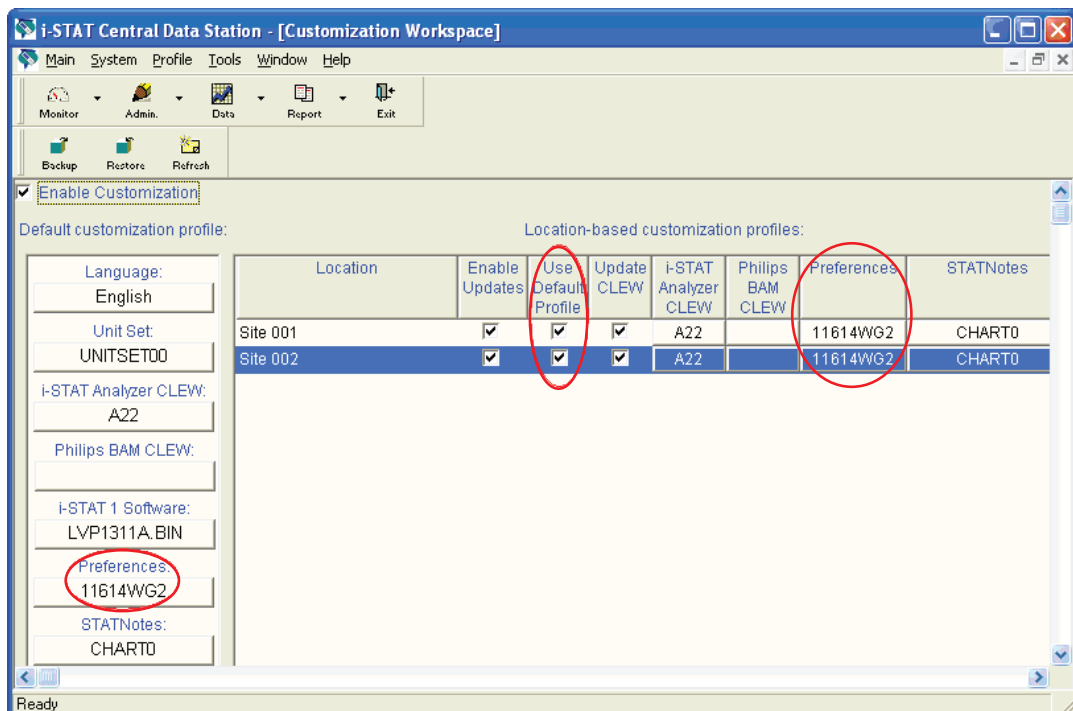 i-STAT Central Data Station - [Customization Workspace]
Main System Profile Tools Window Help
Monitor Admin. Data Report Exit
Backup Restore Refresh
Enable Customization
Default customization profile:
Location-based customization profiles:
Language:
English
Unit Set:
UNITSET00
i-STAT Analyzer CLEW:
A22
Philips BAM CLEW:
i-STAT 1 Software:
LVP1311A.BIN
Preferences:
11614WG2
STATNotes:
CHART0
Location
Enable Updates
Use Default Profile
Update CLEW
i-STAT Analyzer CLEW
Philips BAM CLEW
Preferences
STATNotes
Site 001 A22 11614WG2 CHART0
Site 002 A22 11614WG2 CHART0
Ready